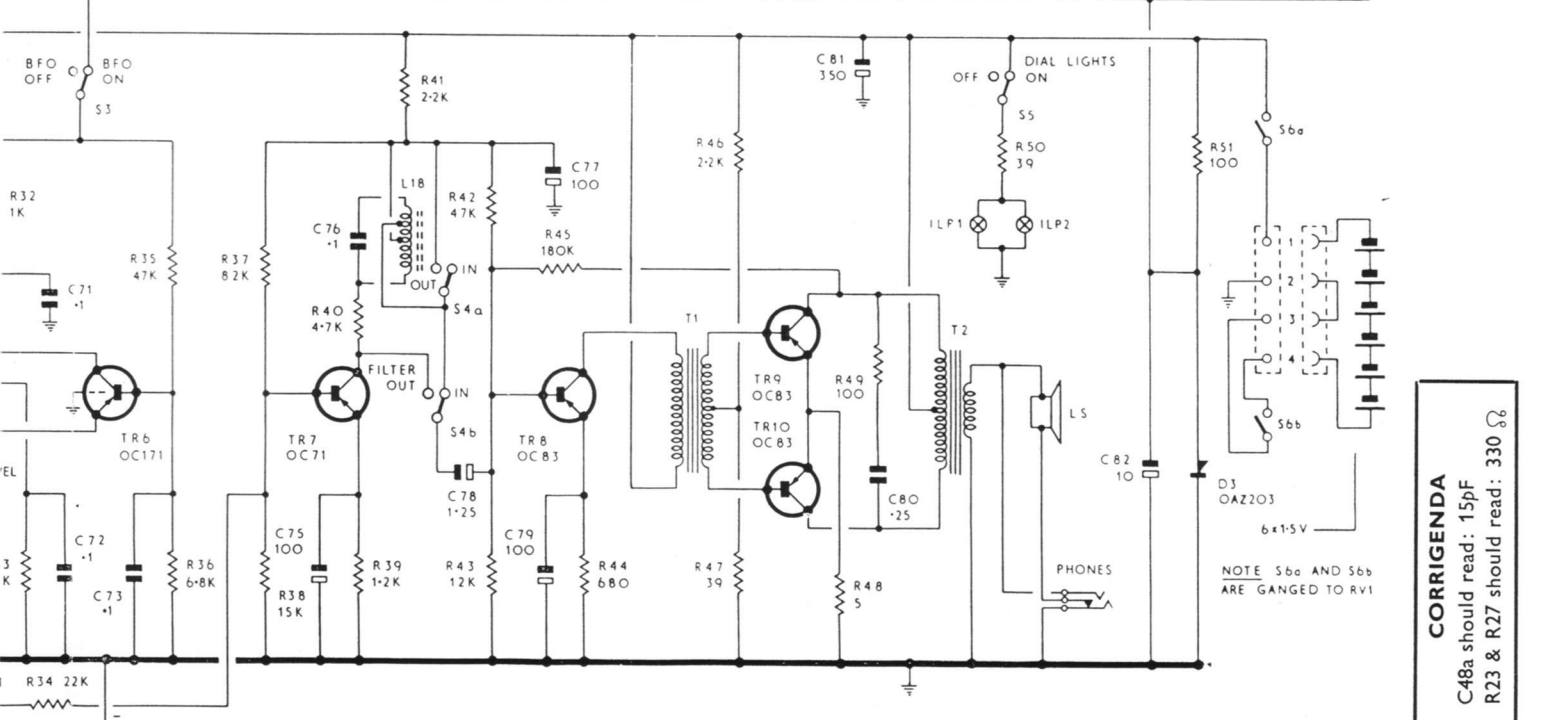 BFO
OFF
BFO
ON
S3
R41
2·2K
C81
350
DIAL LIGHTS
OFF
ON
S5
R46
2·2K
R50
39
R51
100
S6a
C77
100
R32
1K
L18
R42
47K
C76
·1
R45
180K
ILP1
ILP2
R35
47K
R37
82K
IN
OUT
S4a
C71
·1
R40
4·7K
1
2
3
4
T1
T2
FILTER
OUT
IN
S4b
TR9
OC83
TR10
OC83
R49
100
LS
S6b
TR6
OC171
TR7
OC71
TR8
OC83
C78
1·25
C80
·25
C82
10
D3
OAZ203
6x1·5V
VEL
C72
·1
C75
100
C79
100
3
K
R36
6·8K
R39
1·2K
R43
12K
R44
680
R47
39
R48
5
C73
·1
R38
15K
PHONES
NOTE S6a AND S6b
ARE GANGED TO RV1
R34 22K
CORRIGENDA
C48a should read: 15pF
R23 & R27 should read: 330 Ω